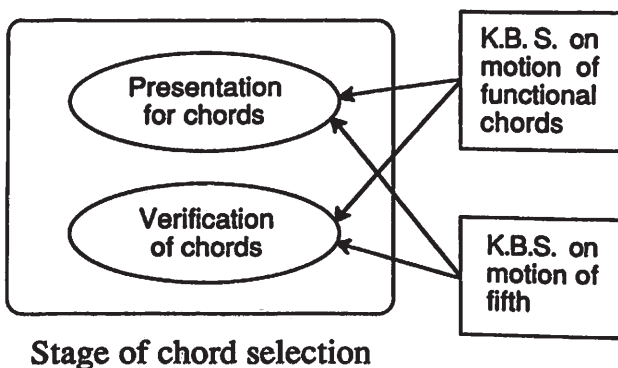 Presentation
for chords
Verification
of chords
K.B. S. on
motion of
functional
chords
K.B.S. on
motion of
fifth
Stage of chord selection